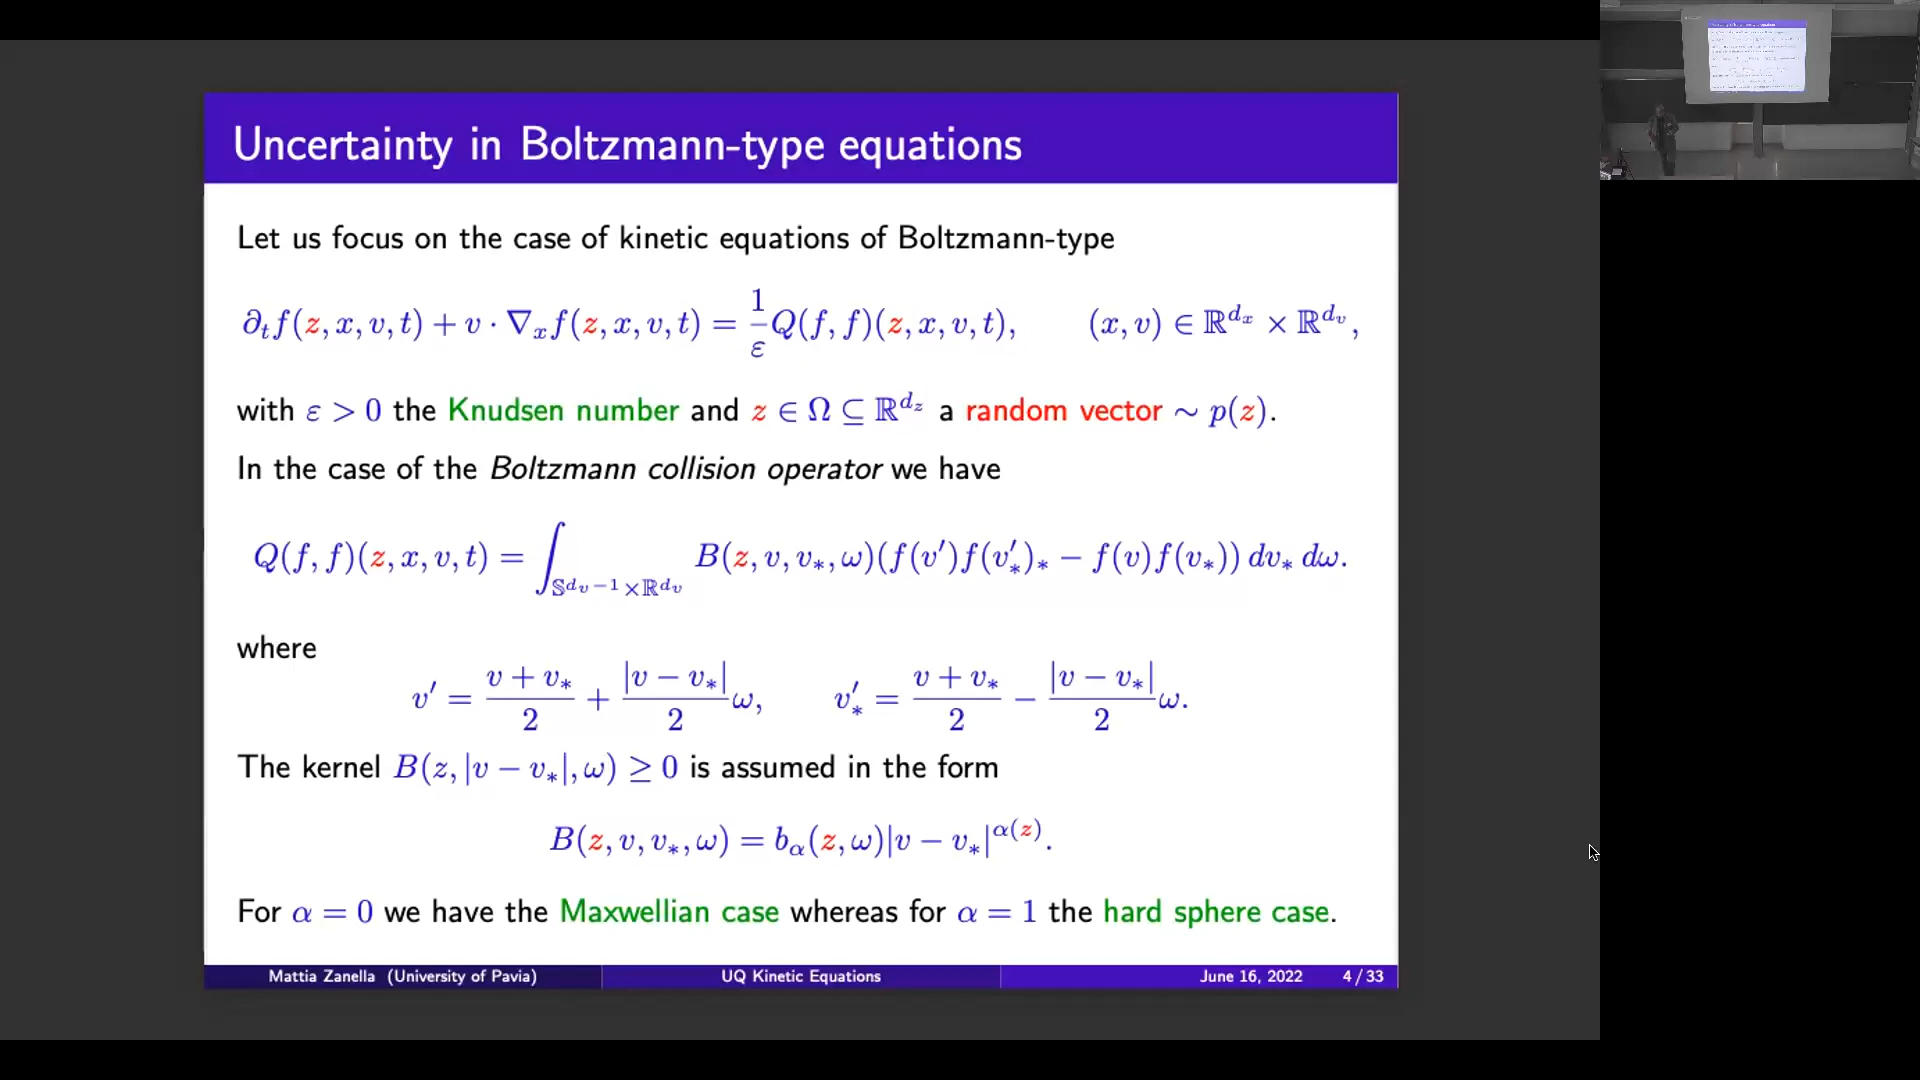 Uncertainty in Boltzmann-type equations
Let us focus on the case of kinetic equations of Boltzmann-type
∂ₜf(z, x, v, t) + v · ∇ₓf(z, x, v, t) = 1/ε Q(f, f)(z, x, v, t), (x, v) ∈ ℝ^{dₓ} × ℝ^{dᵥ},
with ε > 0 the Knudsen number and z ∈ Ω ⊆ ℝ^{d_z} a random vector ∼ p(z).
In the case of the Boltzmann collision operator we have
Q(f, f)(z, x, v, t) = ∫_{𝕊^{d_v−1}×ℝ^{d_v}} B(z, v, v_*, ω)(f(v′)f(v′_*)_* − f(v)f(v_*)) dv_* dω.
where
v′ = (v + v_*)/2 + |v − v_*|/2 ω, v′_* = (v + v_*)/2 − |v − v_*|/2 ω.
The kernel B(z, |v − v_*|, ω) ≥ 0 is assumed in the form
B(z, v, v_*, ω) = b_α(z, ω)|v − v_*|^{α(z)}.
For α = 0 we have the Maxwellian case whereas for α = 1 the hard sphere case.
Mattia Zanella (University of Pavia) UQ Kinetic Equations June 16, 2022 4 / 33